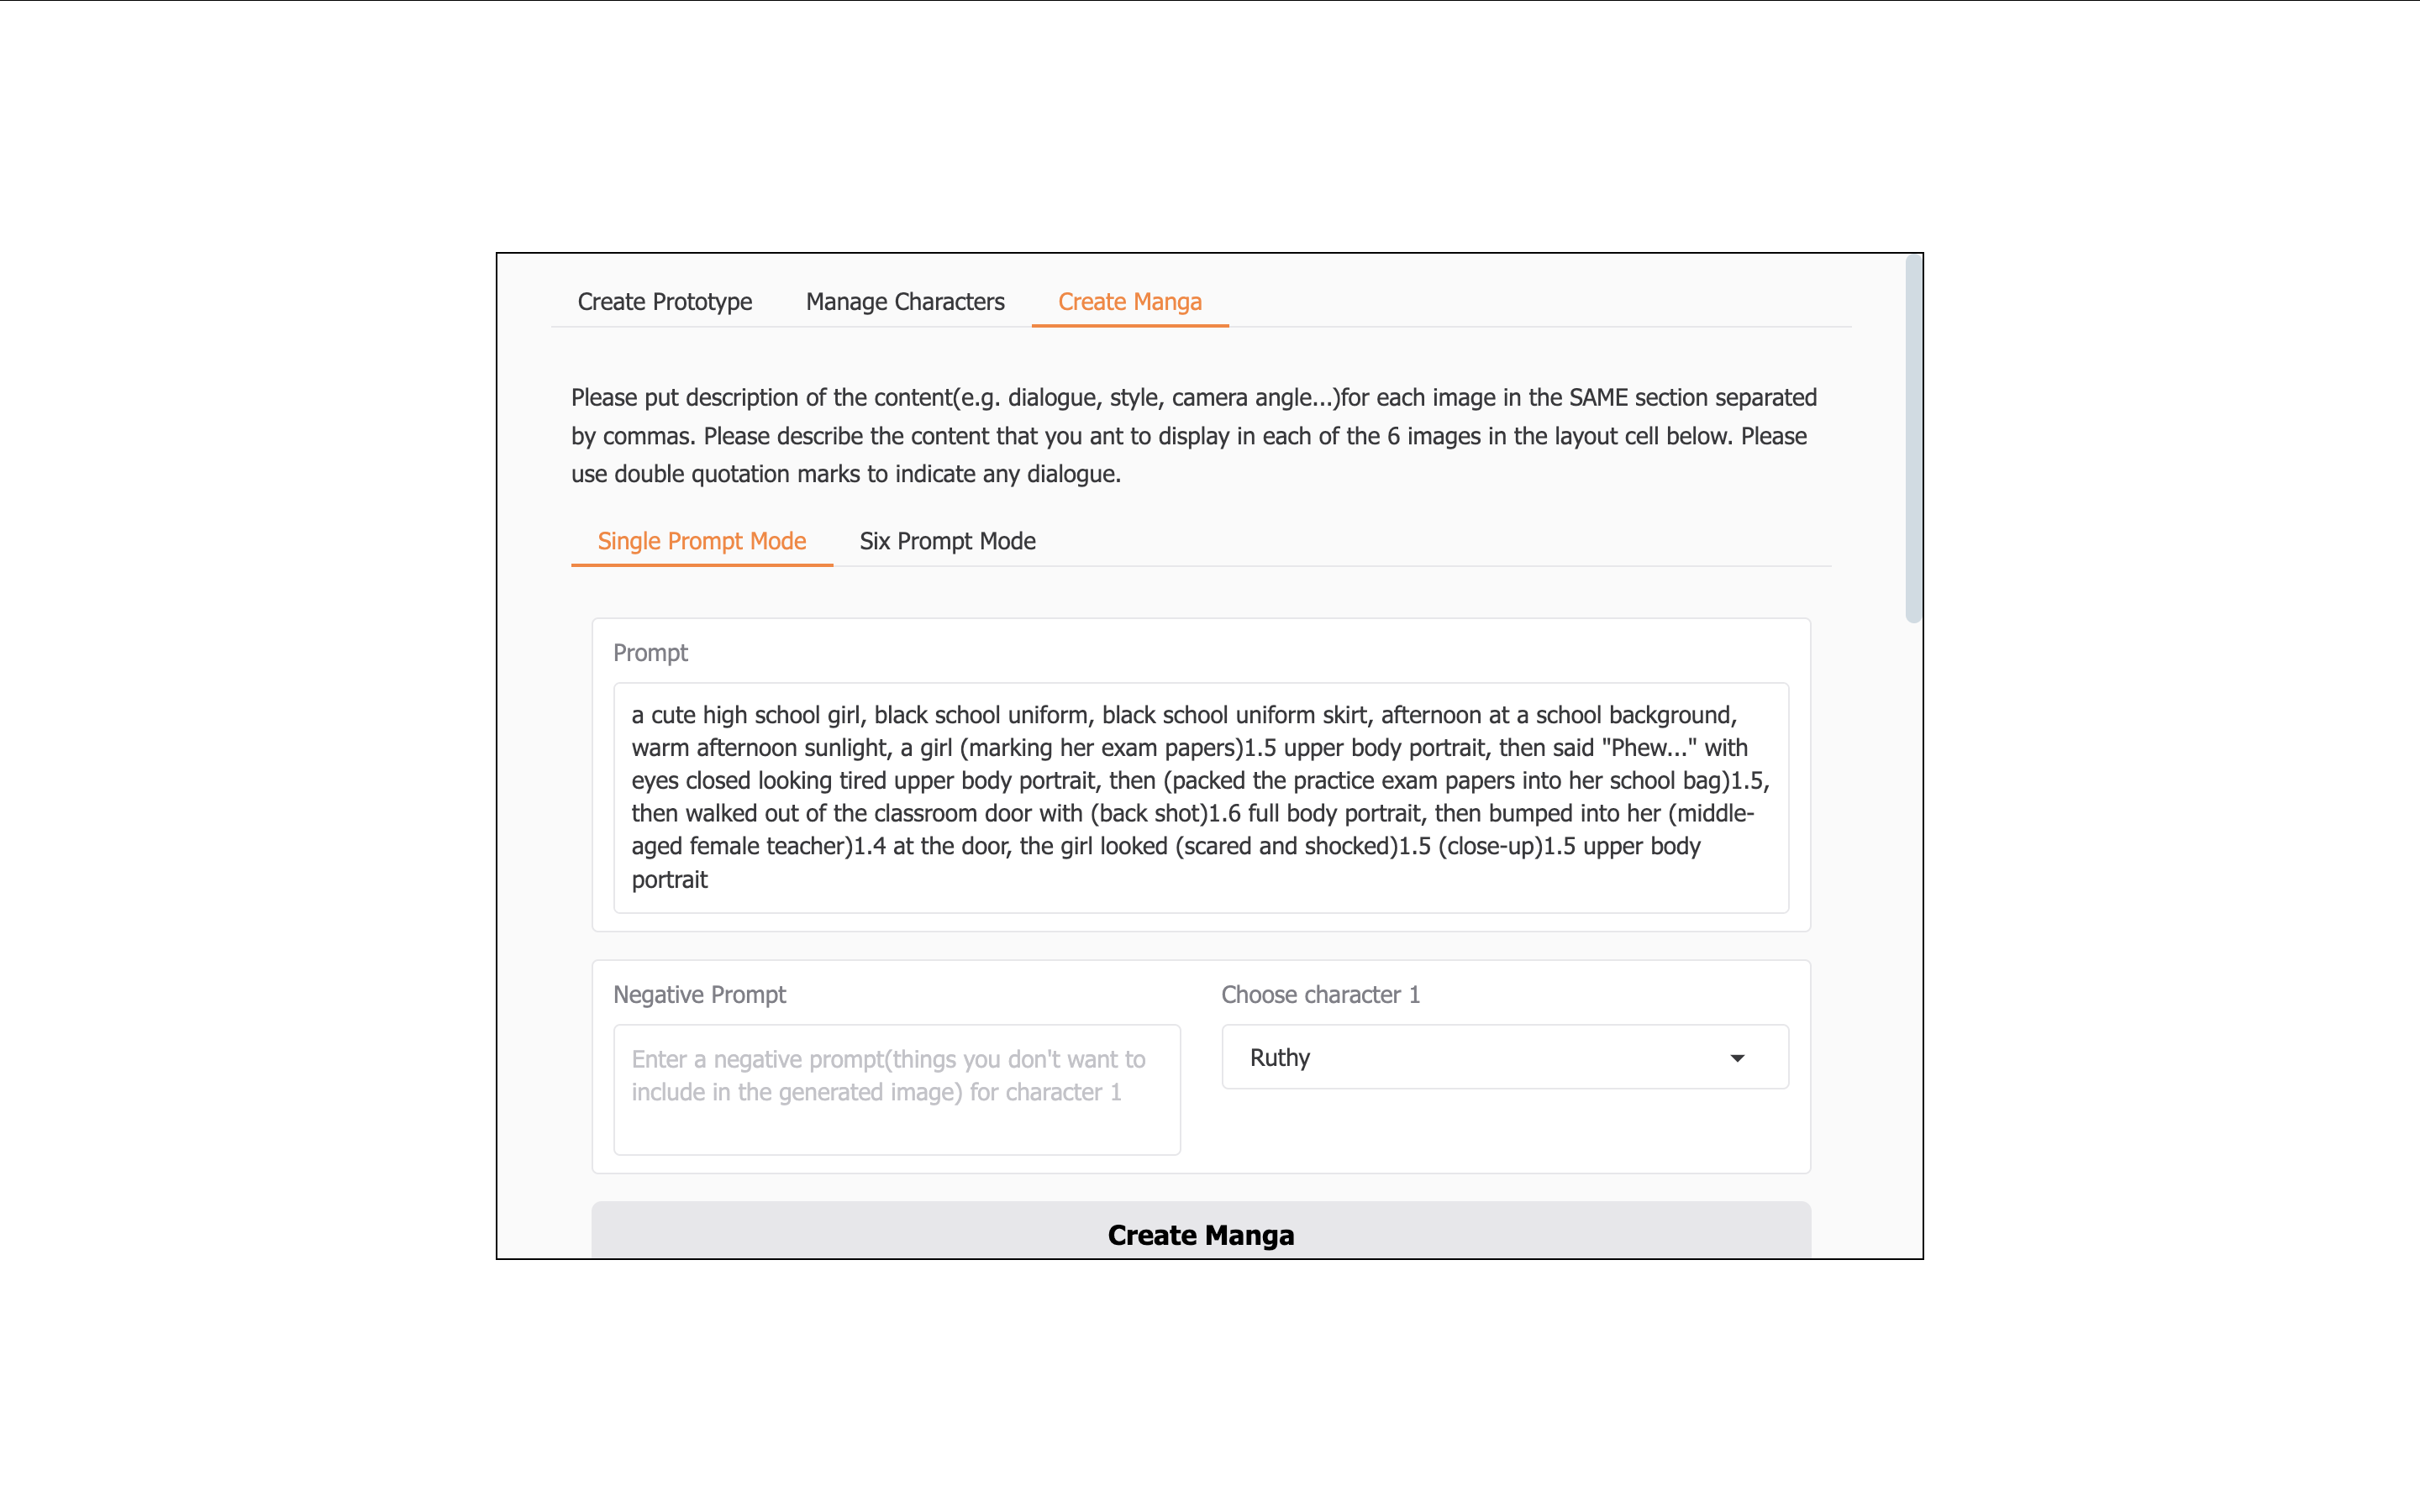 Create Prototype Manage Characters Create Manga
Please put description of the content(e.g. dialogue, style, camera angle...)for each image in the SAME section separated
by commas. Please describe the content that you ant to display in each of the 6 images in the layout cell below. Please
use double quotation marks to indicate any dialogue.
Single Prompt Mode Six Prompt Mode
Prompt
a cute high school girl, black school uniform, black school uniform skirt, afternoon at a school background,
warm afternoon sunlight, a girl (marking her exam papers)1.5 upper body portrait, then said "Phew..." with
eyes closed looking tired upper body portrait, then (packed the practice exam papers into her school bag)1.5,
then walked out of the classroom door with (back shot)1.6 full body portrait, then bumped into her (middle-
aged female teacher)1.4 at the door, the girl looked (scared and shocked)1.5 (close-up)1.5 upper body
portrait
Negative Prompt
Enter a negative prompt(things you don't want to
include in the generated image) for character 1
Choose character 1
Ruthy
Create Manga